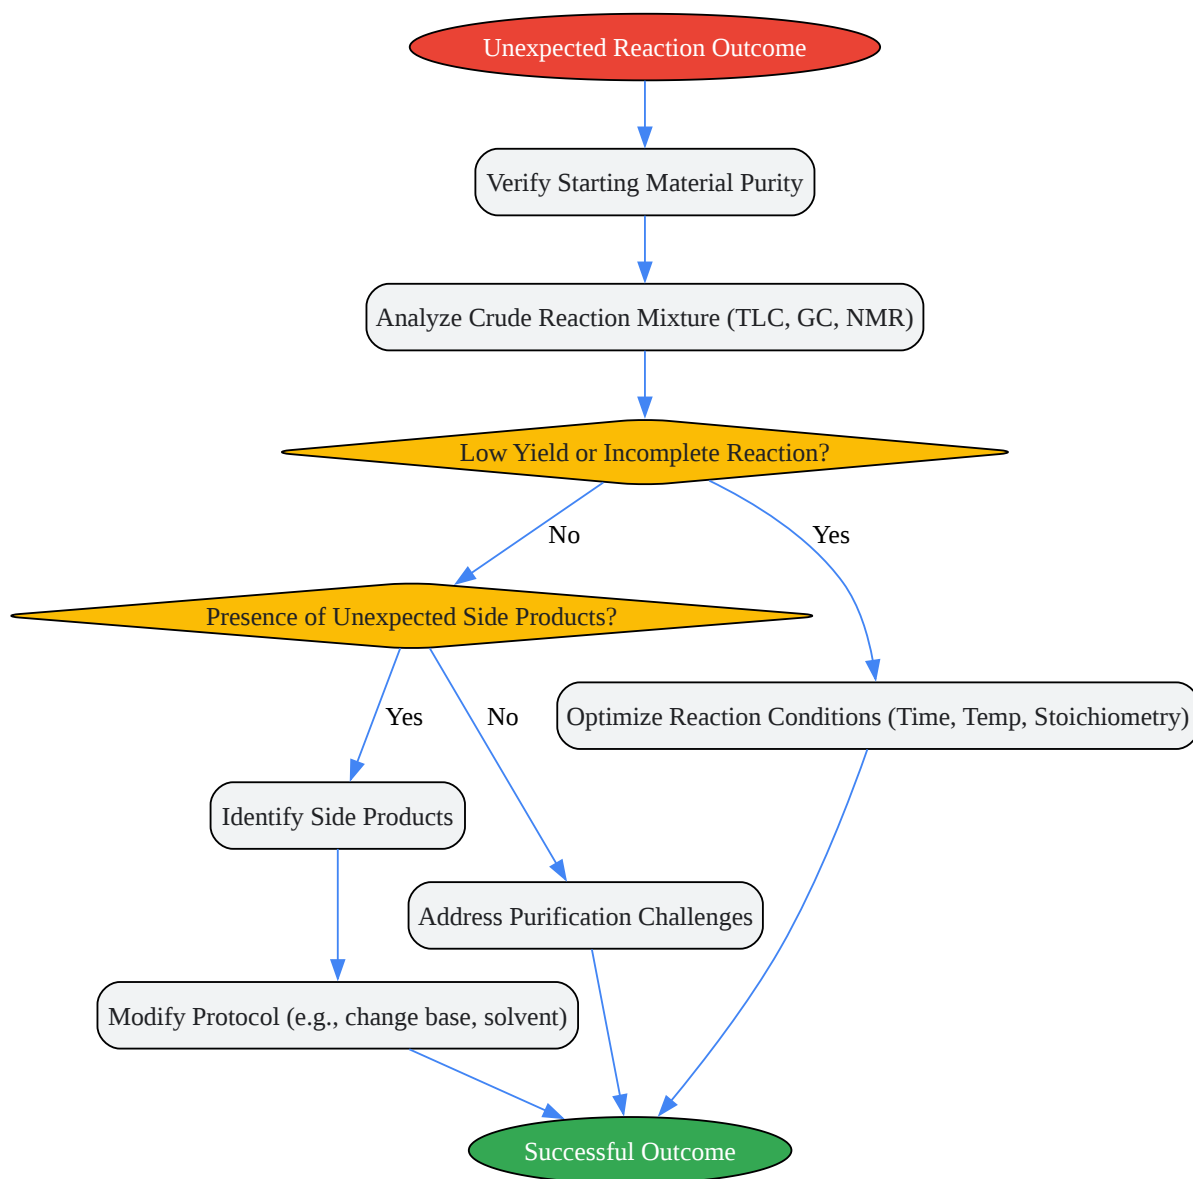 Unexpected Reaction Outcome
Verify Starting Material Purity
Analyze Crude Reaction Mixture (TLC, GC, NMR)
Low Yield or Incomplete Reaction?
No
Yes
Presence of Unexpected Side Products?
Yes
No
Optimize Reaction Conditions (Time, Temp, Stoichiometry)
Identify Side Products
Address Purification Challenges
Modify Protocol (e.g., change base, solvent)
Successful Outcome